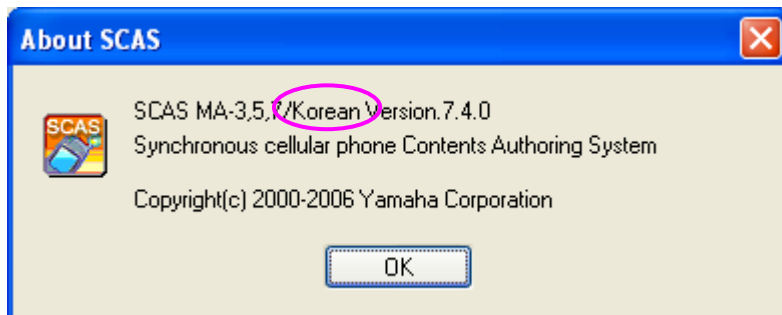 About SCAS
SCAS
SCAS MA-3,5,7/Korean Version.7.4.0
Synchronous cellular phone Contents Authoring System
Copyright(c) 2000-2006 Yamaha Corporation
OK